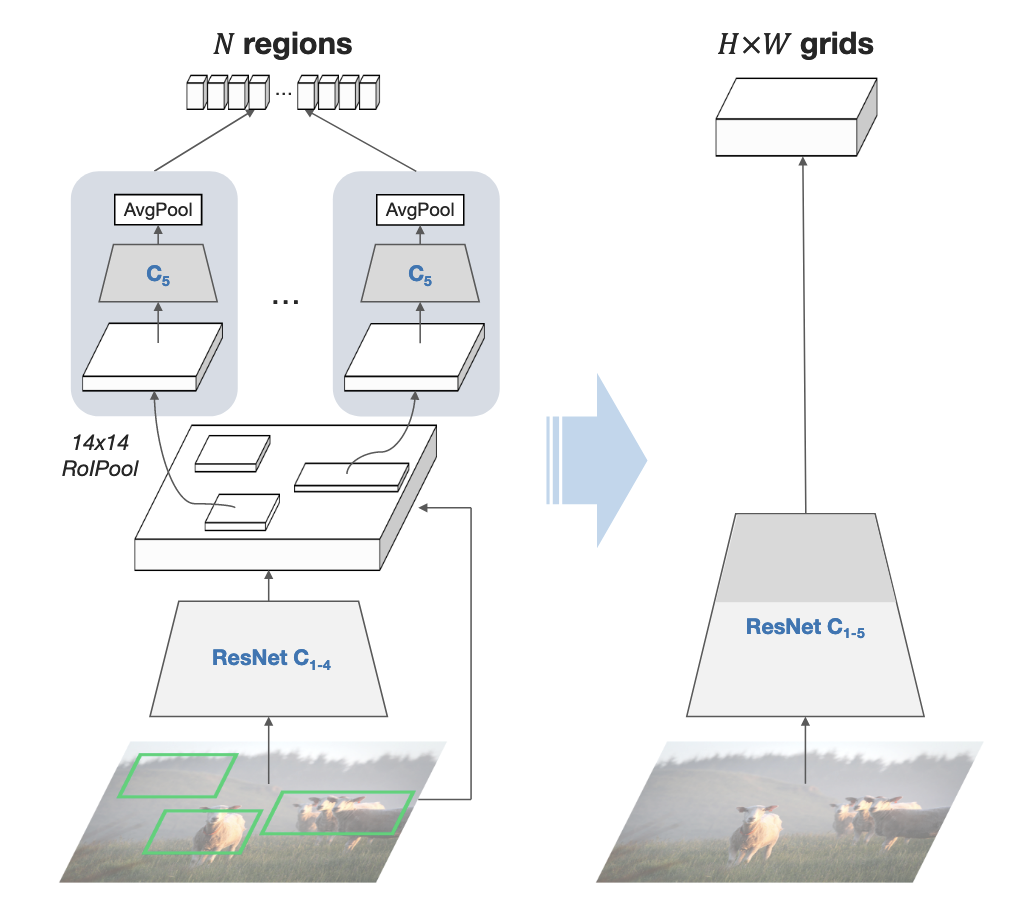 N regions
H×W grids
...
AvgPool
AvgPool
C5
C5
...
14x14
RoIPool
ResNet C1-4
ResNet C1-5